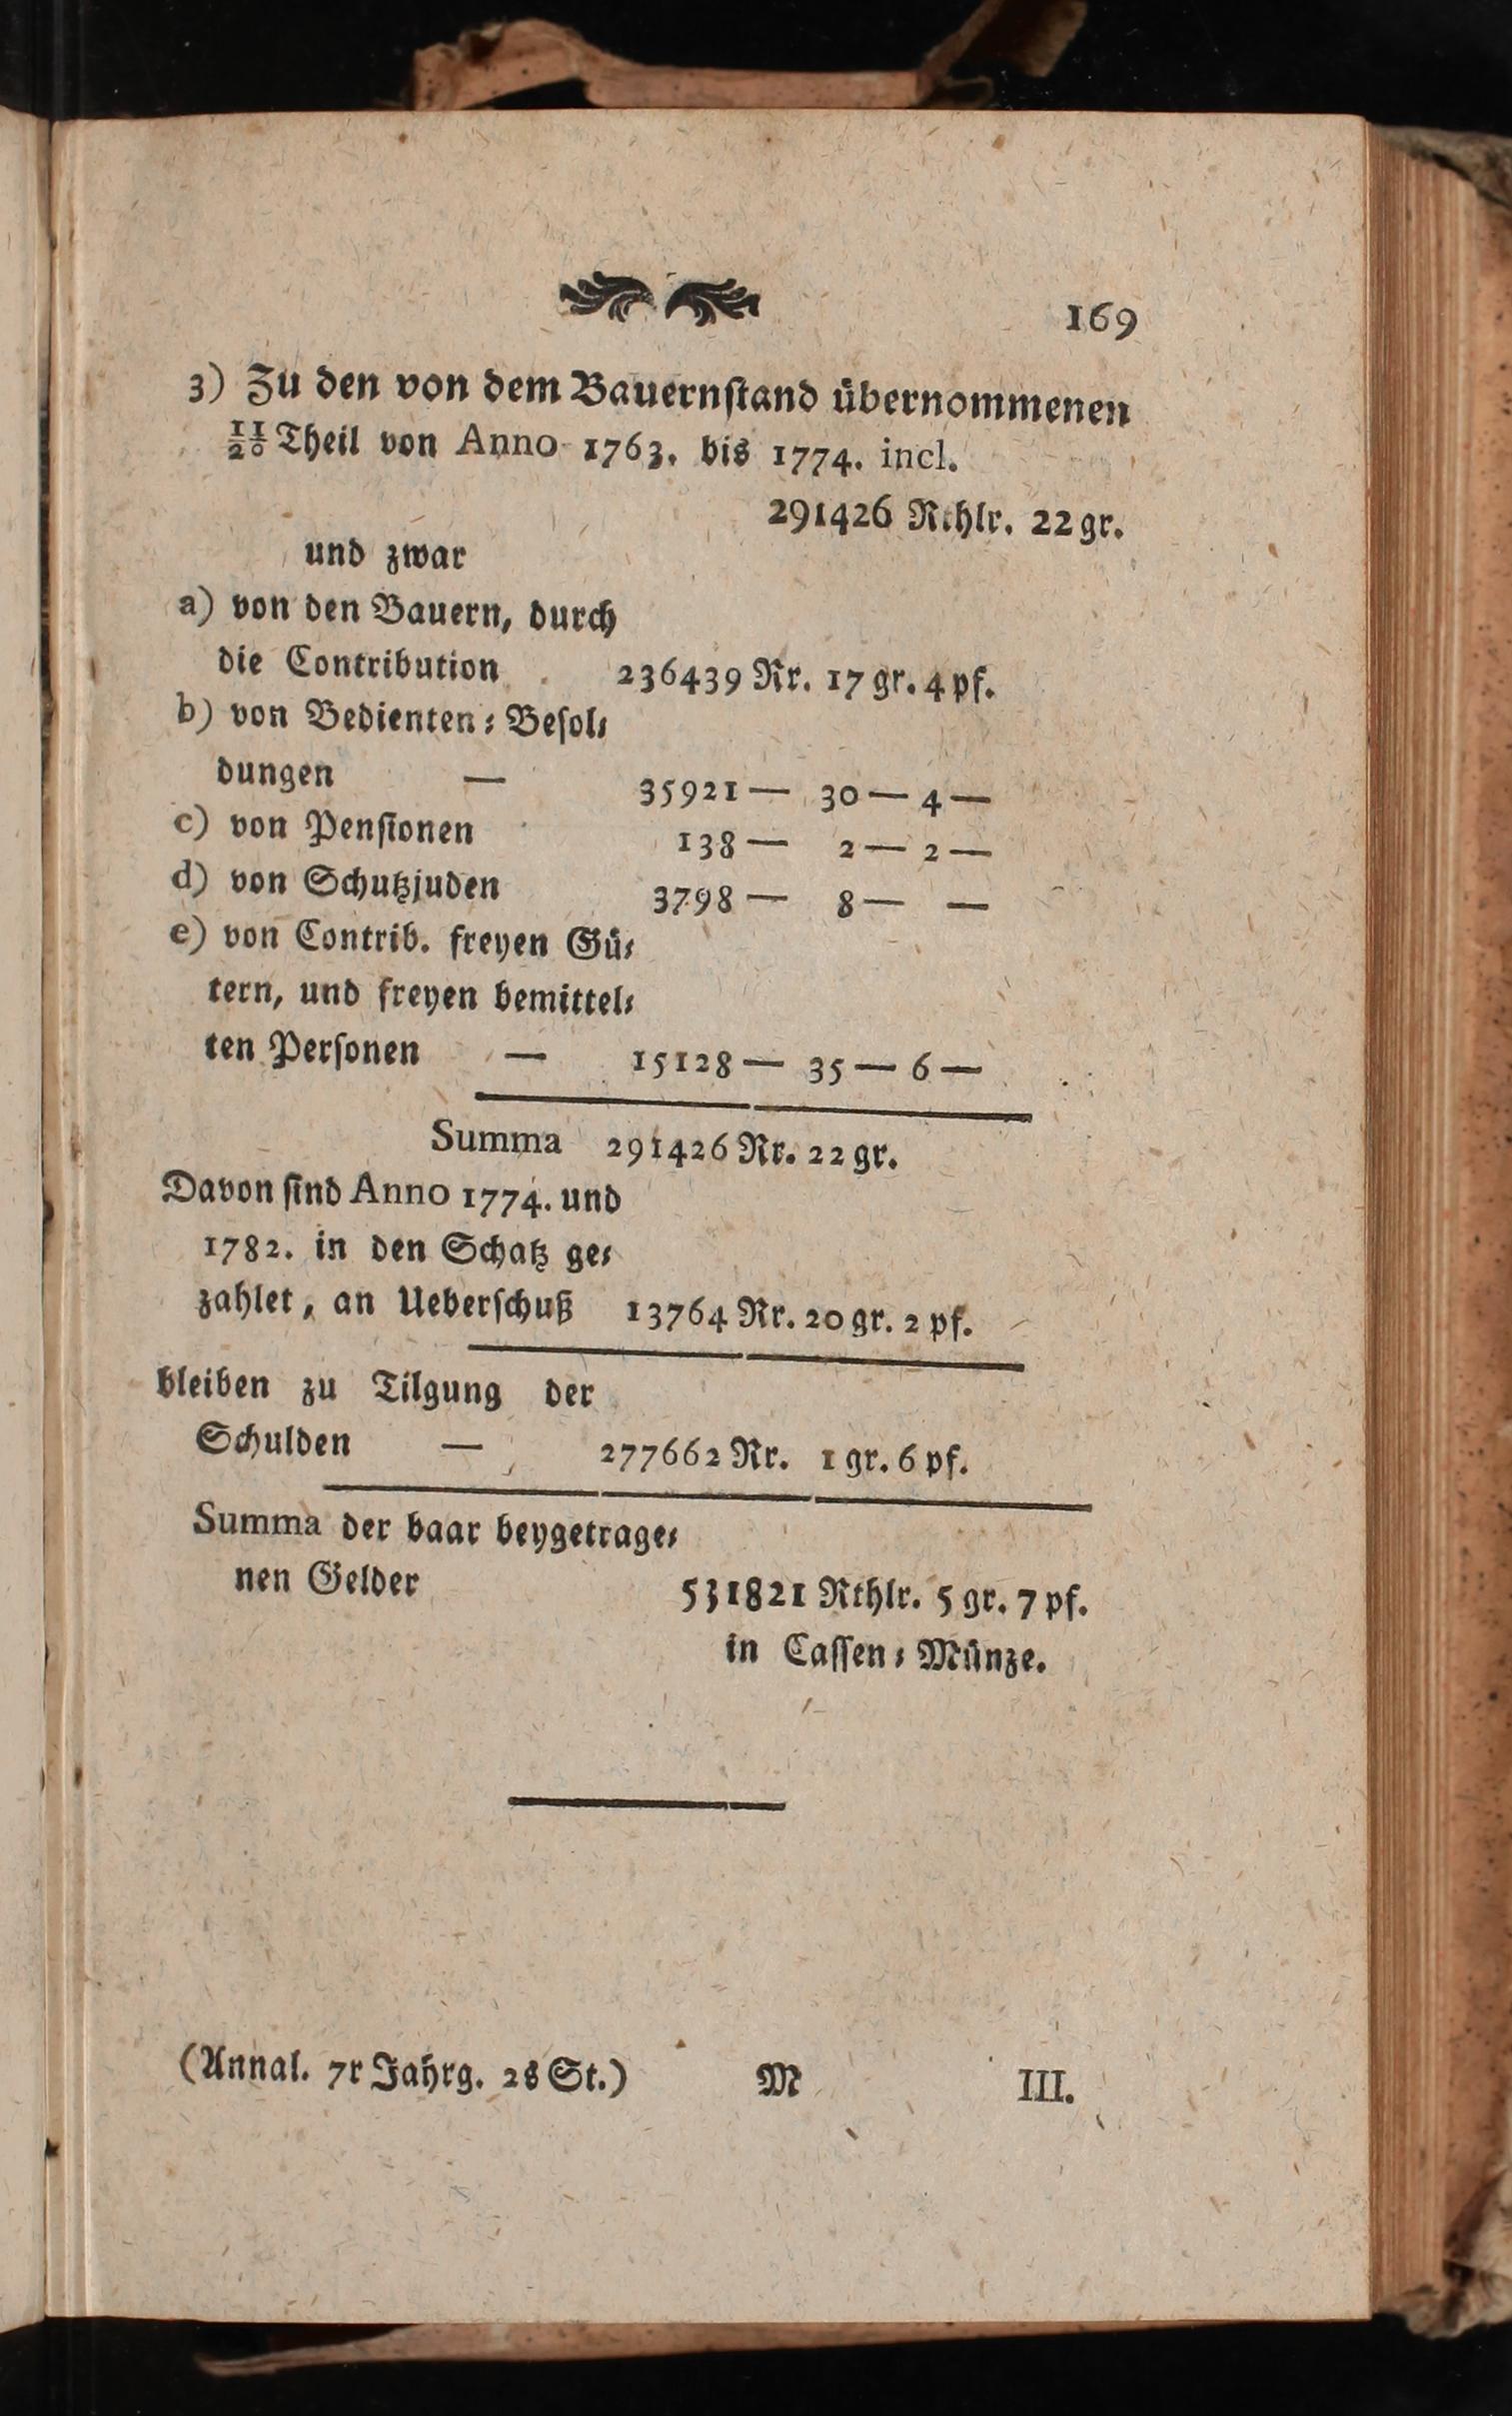 169
3) Zu den von dem Bauernſtand übernommenen
11/20 Theil von Anno 1763. bis 1774. incl.
291426 Rthlr. 22 gr.
und zwar
a) von den Bauern, durch
die Contribution 236439 Rr. 17 gr. 4 pf.
b) von Bedienten⸗Beſol⸗
dungen — 35921 — 30 — 4 —
c) von Penſionen 138 — 2 — 2 —
d) von Schutzjuden 3798 — 8 — —
e) von Contrib. freyen Gü⸗
tern, und freyen bemittel⸗
ten Perſonen — 15128 — 35 — 6 —
Summa 291426 Rr. 22 gr.
Davon ſind Anno 1774. und
1782. in den Schatz ge⸗
zahlet, an Ueberſchuß 13764 Rr. 20 gr. 2 pf.
bleiben zu Tilgung der
Schulden — 277662 Rr. 1 gr. 6 pf.
Summa der baar beygetrage⸗
nen Gelder 531821 Rthlr. 5 gr. 7 pf.
in Caſſen⸗Münze.
(Annal. 7r Jahrg. 2s St.) M III.